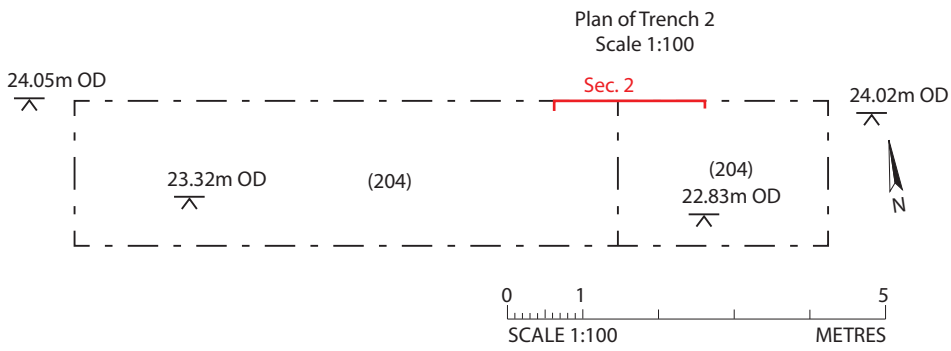 Plan of Trench 2
Scale 1:100
24.05m OD
Sec. 2
24.02m OD
23.32m OD
(204)
(204)
22.83m OD
N
0
1
5
SCALE 1:100
METRES